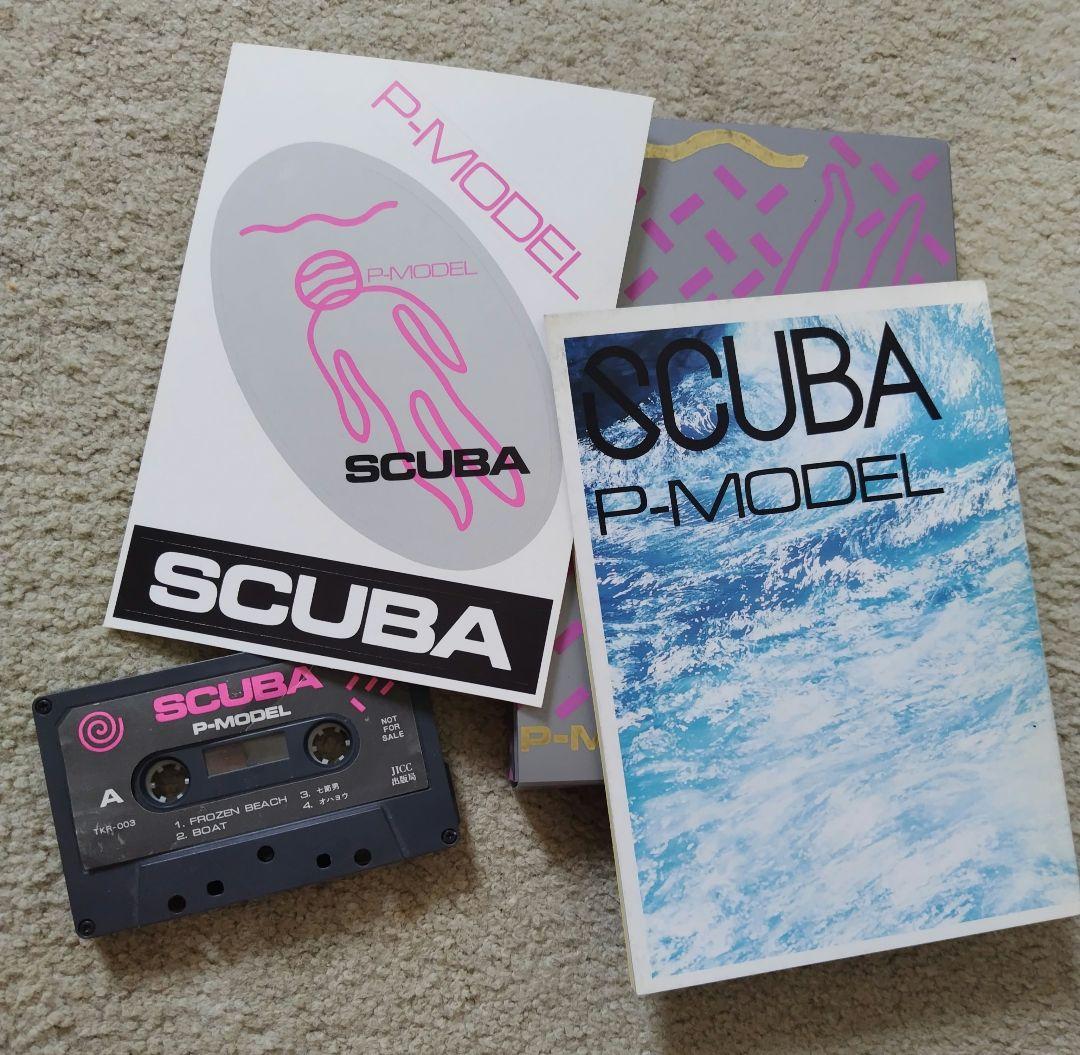 P-MODEL
P-MODEL
SCUBA
SCUBA
SCUBA
P-MODEL
SCUBA
P-MODEL
NOT
FOR
SALE
A
JICC
出版局
TKR-003
1. FROZEN BEACH
2. BOAT
3. 七節男
4. オハヨウ
P-M